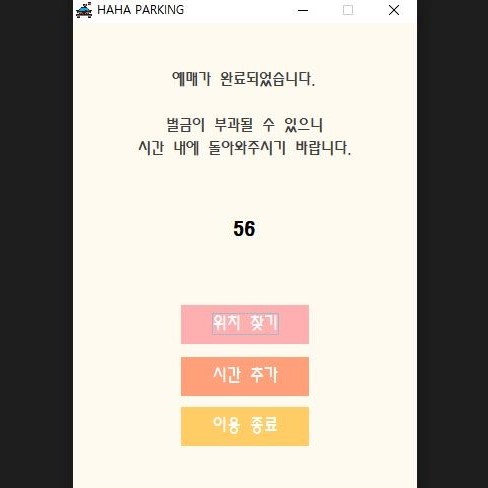 HAHA PARKING
예매가 완료되었습니다.
벌금이 부과될 수 있으니
시간 내에 돌아와주시기 바랍니다.
56
위치 찾기
시간 추가
이용 종료